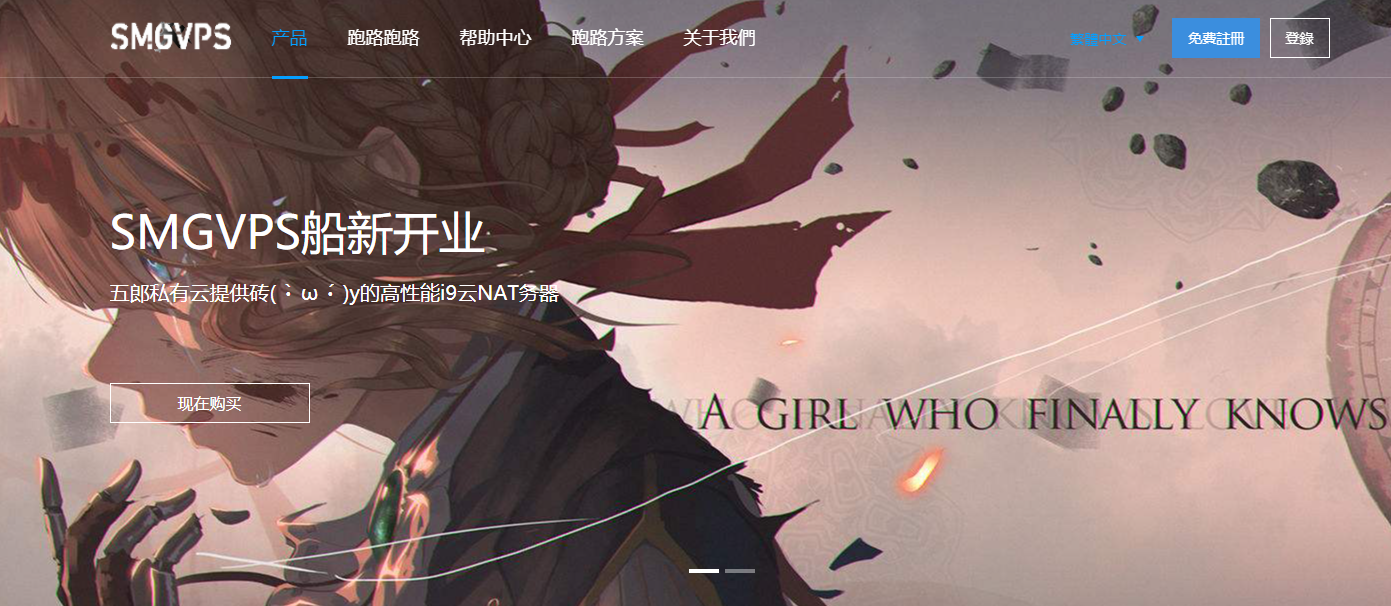 SMGVPS
产品 跑路跑路 帮助中心 跑路方案 关于我們
免費註冊 登錄
SMGVPS船新开业
五郎私有云提供砖(｀ω´)y的高性能i9云NAT务器
现在购买
A GIRL WHO FINALLY KNOWS